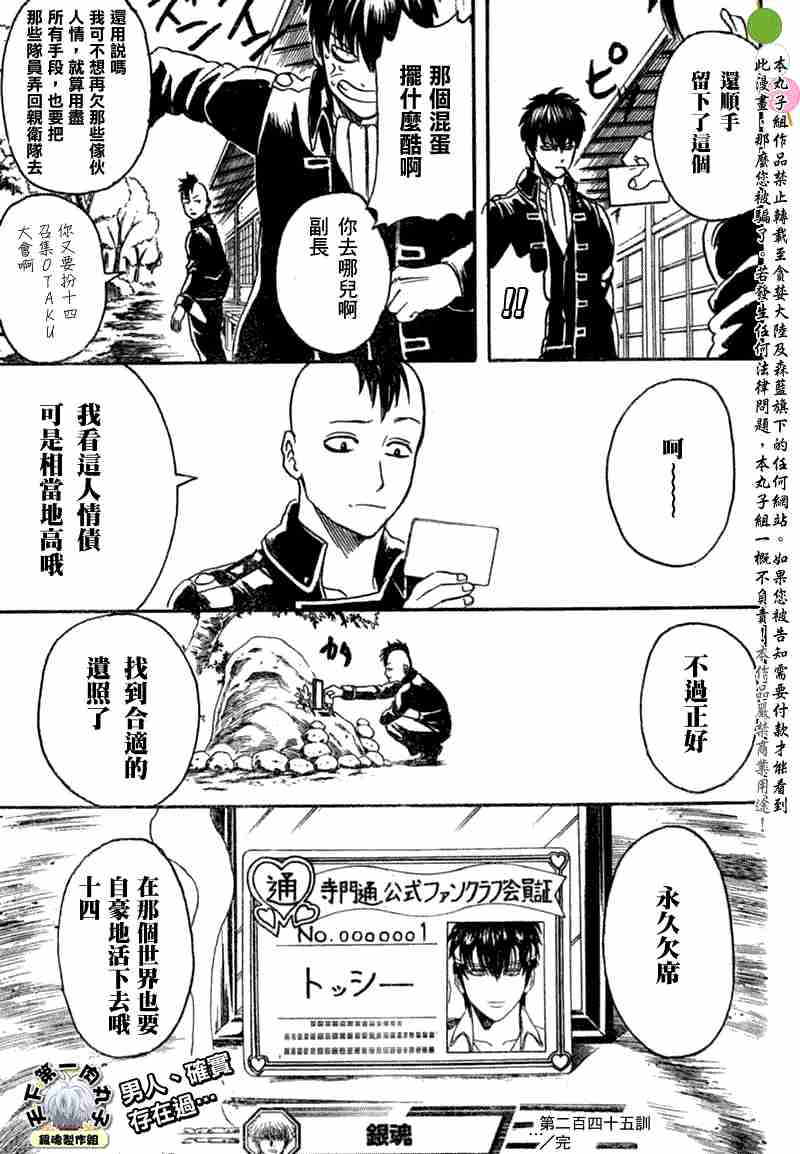 還順手
留下了這個
ピッ
!!
那個混蛋
擺什麼酷啊
你去哪兒啊
副長
還用說嗎
我可不想再欠那些傢伙
人情，就算用盡
所有手段，也要把
那些隊員弄回親衛隊去
你又要扮十四
召集OTAKU
大會啊
呵～～
我看這人情債
可是相當地高哦
不過正好
找到合適的
遺照了
永久欠席
在那個世界也要
自豪地活下去哦
十四
通
寺門通公式ファンクラブ会員証
No.0000001
トッシー
男人、確實
存在過…
天下第一肉丸子
銀魂製作組
銀魂
…第二百四十五訓
／完
本丸子組作品禁止轉載至貪婪大陸及森藍旗下的任何網站。如果您被告知需要付款才能看到
此漫畫，那麼您被騙了。若發生任何法律問題，本丸子組一概不負責！本作品嚴禁商業用途！